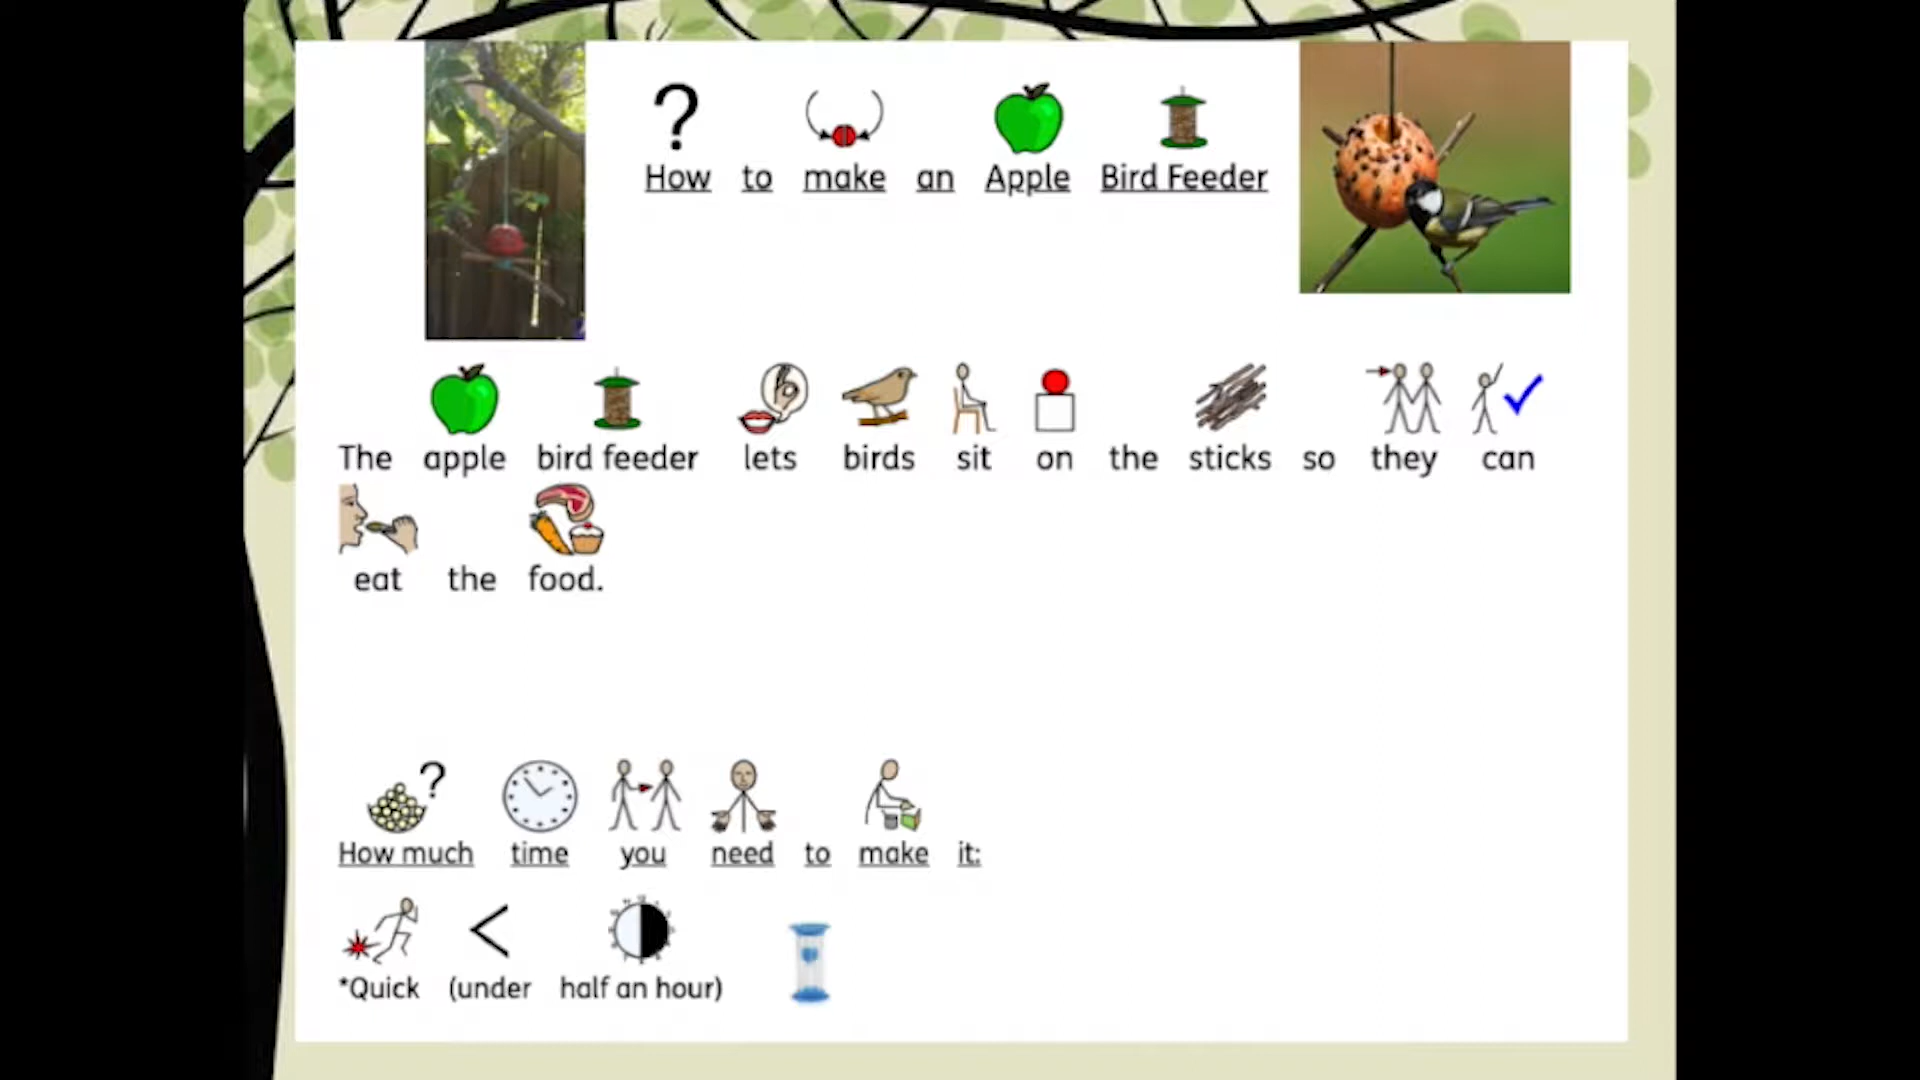 How to make an Apple Bird Feeder
The apple bird feeder lets birds sit on the sticks so they can
eat the food.
How much time you need to make it:
*Quick (under half an hour)